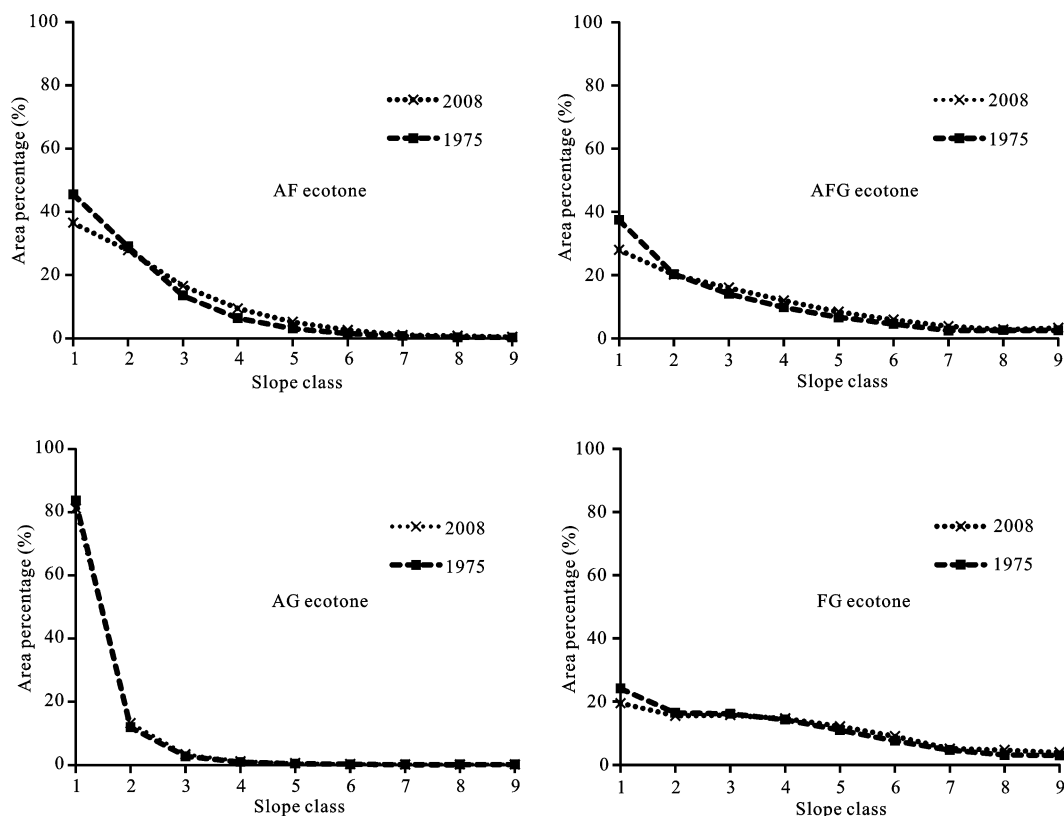 100
80
60
40
20
0
Area percentage (%)
2008
1975
AF ecotone
1 2 3 4 5 6 7 8 9
Slope class
100
80
60
40
20
0
Area percentage (%)
2008
1975
AFG ecotone
1 2 3 4 5 6 7 8 9
Slope class
100
80
60
40
20
0
Area percentage (%)
2008
1975
AG ecotone
1 2 3 4 5 6 7 8 9
Slope class
100
80
60
40
20
0
Area percentage (%)
2008
1975
FG ecotone
1 2 3 4 5 6 7 8 9
Slope class